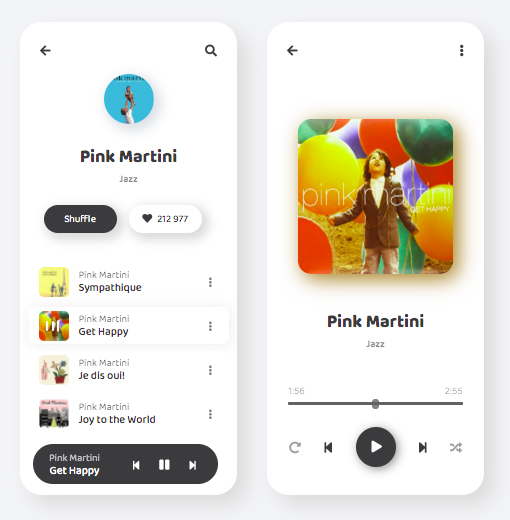 Pink Martini
Jazz
Shuffle
212 977
Pink Martini
Sympathique
Pink Martini
Get Happy
Pink Martini
Je dis oui!
Pink Martini
Joy to the World
Pink Martini
Get Happy
pink martini
GET HAPPY
Pink Martini
Jazz
1:56
2:55